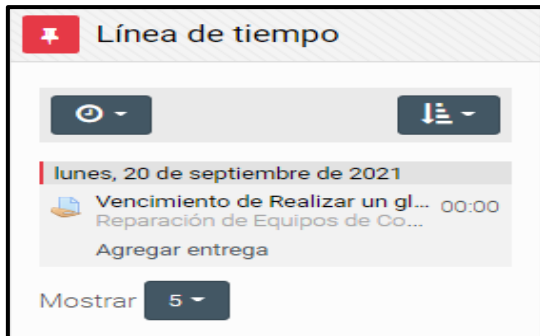 Línea de tiempo
lunes, 20 de septiembre de 2021
Vencimiento de Realizar un gl... 00:00
Reparación de Equipos de Co...
Agregar entrega
Mostrar 5